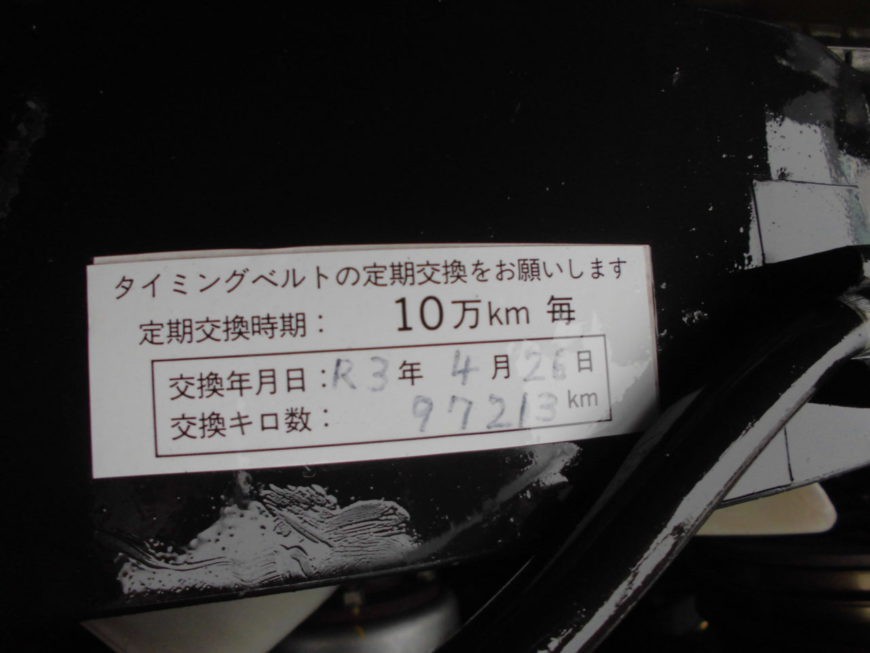 タイミングベルトの定期交換をお願いします
定期交換時期： 10万km 毎
交換年月日：R3年 4月 26日
交換キロ数： 97213km